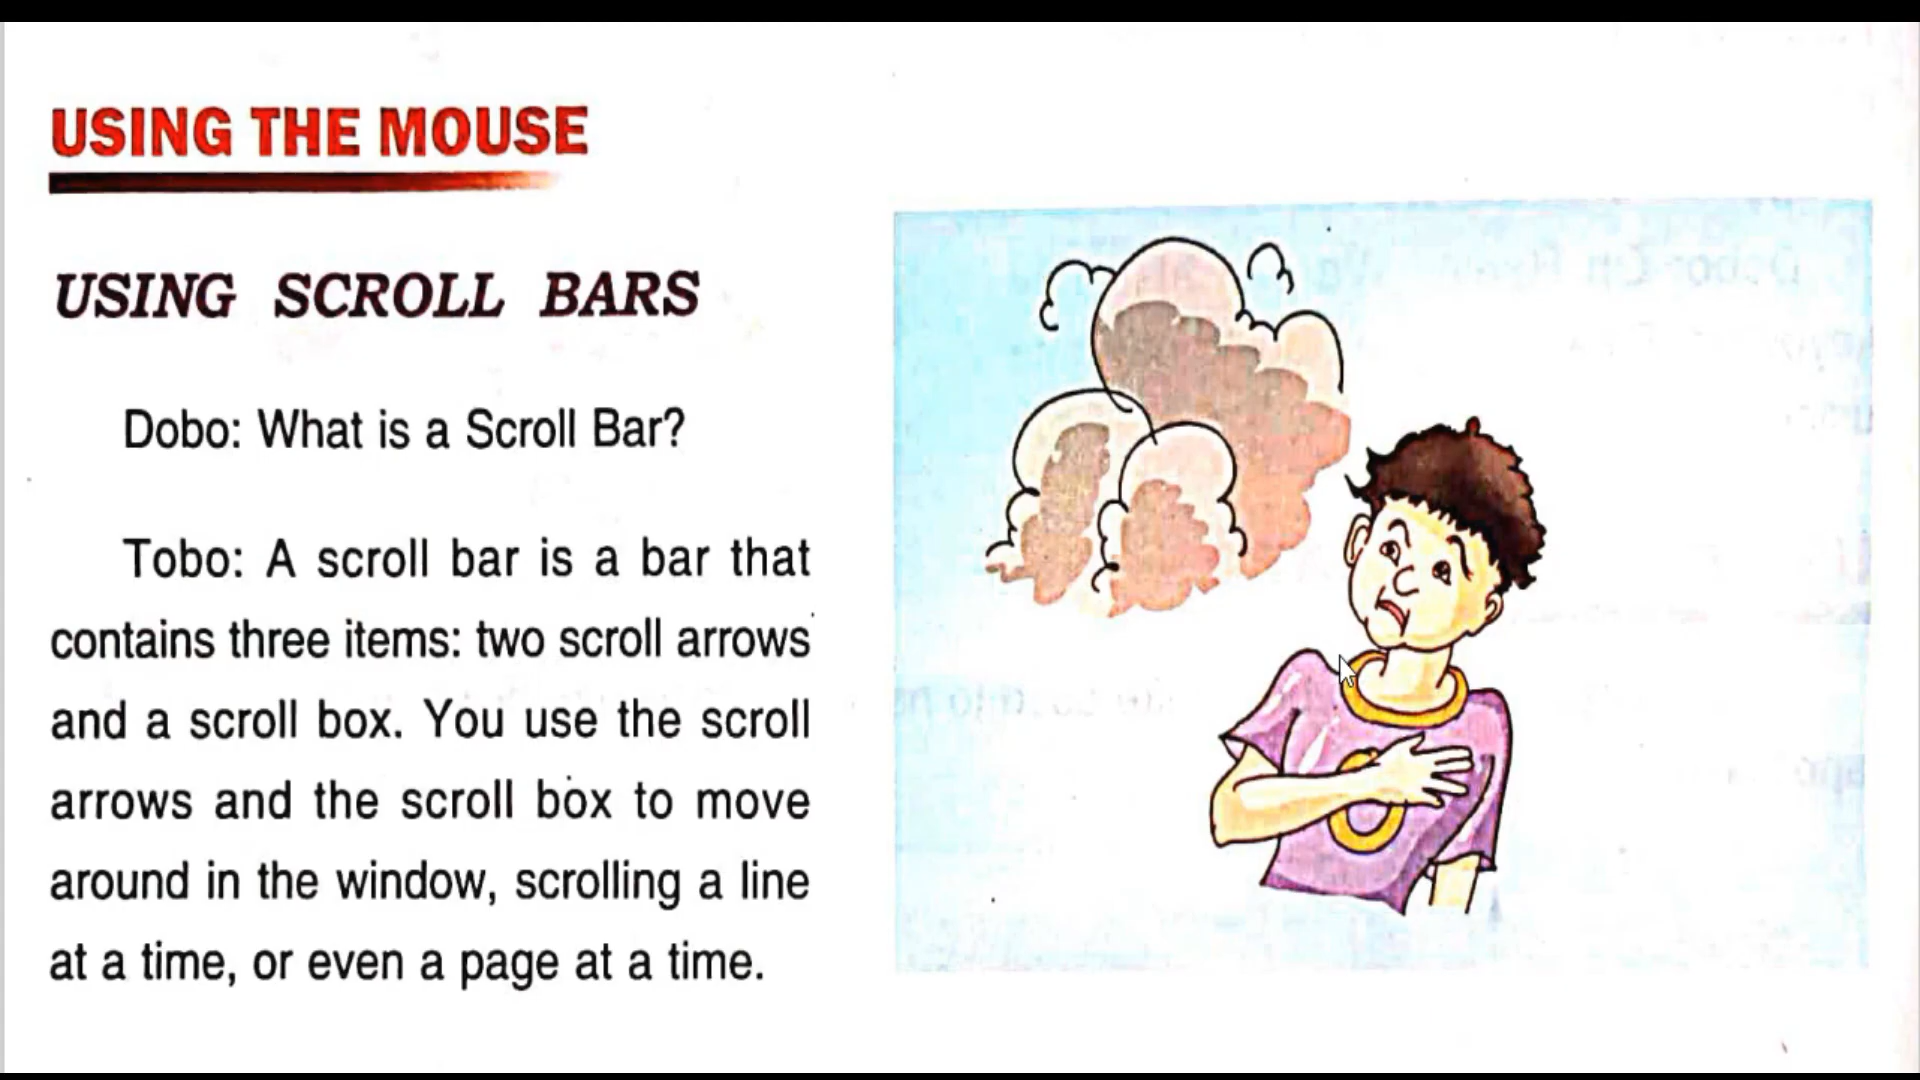 USING THE MOUSE
USING SCROLL BARS
Dobo: What is a Scroll Bar?
Tobo: A scroll bar is a bar that
contains three items: two scroll arrows
and a scroll box. You use the scroll
arrows and the scroll box to move
around in the window, scrolling a line
at a time, or even a page at a time.